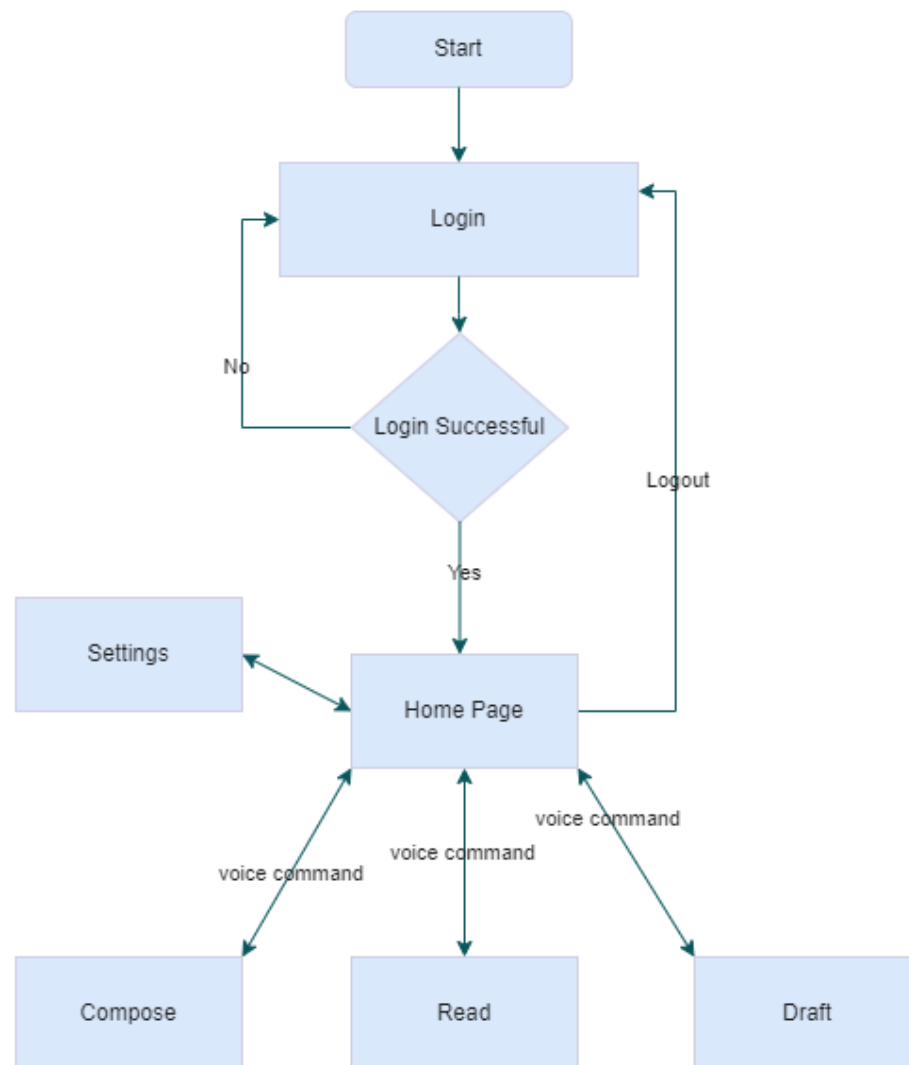 Start
Login
No
Login Successful
Logout
Yes
Settings
Home Page
voice command
voice command
voice command
Compose
Read
Draft